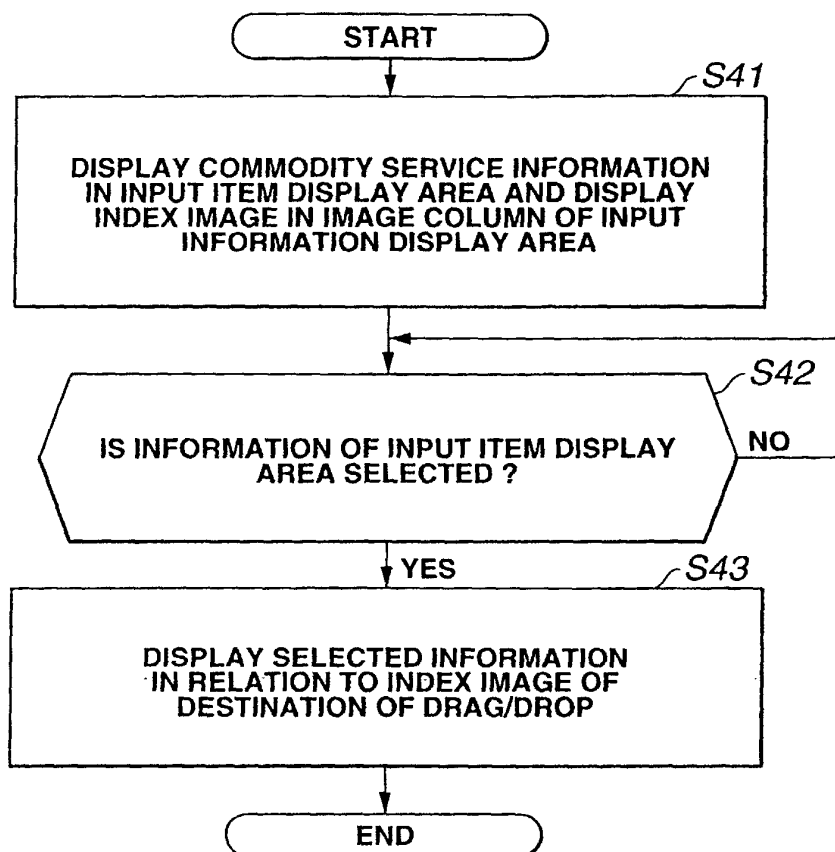 START
S41
DISPLAY COMMODITY SERVICE INFORMATION
IN INPUT ITEM DISPLAY AREA AND DISPLAY
INDEX IMAGE IN IMAGE COLUMN OF INPUT
INFORMATION DISPLAY AREA
S42
IS INFORMATION OF INPUT ITEM DISPLAY
AREA SELECTED ?
NO
YES
S43
DISPLAY SELECTED INFORMATION
IN RELATION TO INDEX IMAGE OF
DESTINATION OF DRAG/DROP
END